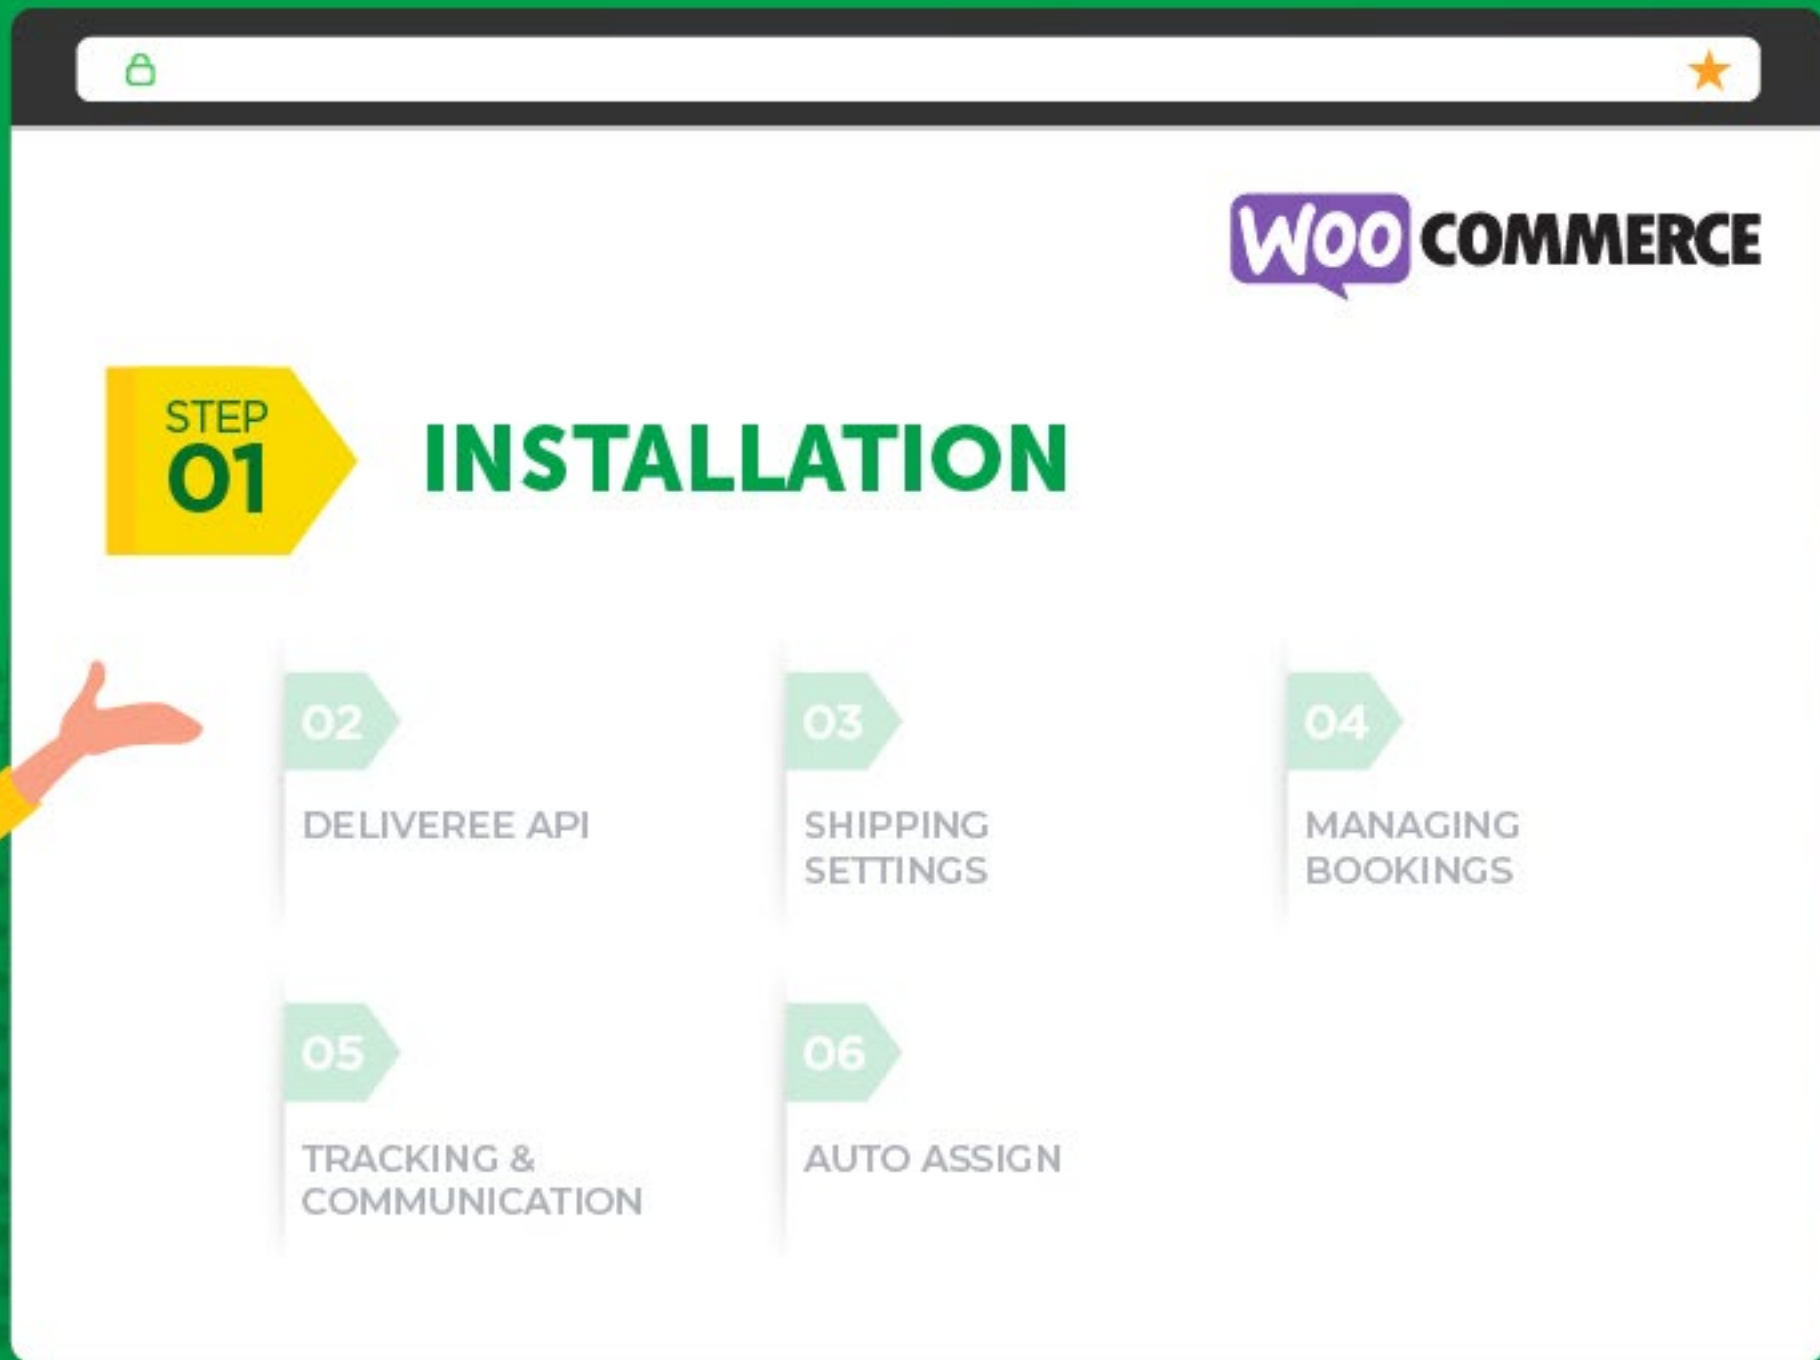 WOO COMMERCE
STEP
01
INSTALLATION
02
DELIVEREE API
03
SHIPPING
SETTINGS
04
MANAGING
BOOKINGS
05
TRACKING &
COMMUNICATION
06
AUTO ASSIGN